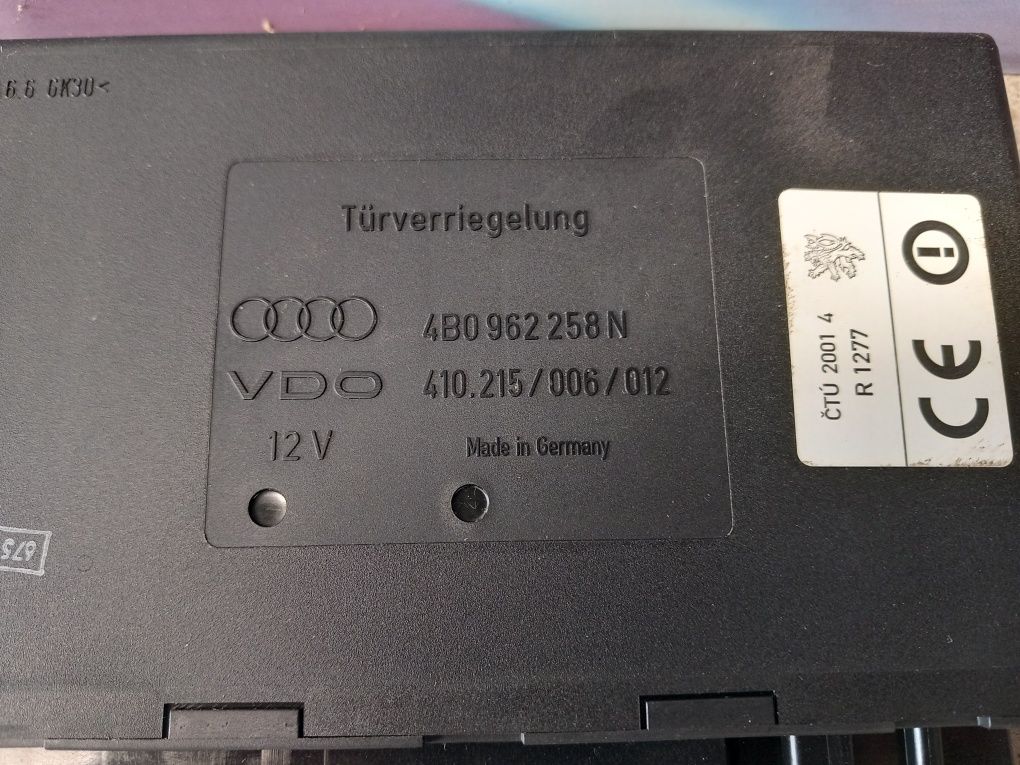 6.6 GK30<
Türverriegelung
4B0 962 258 N
VDO 410.215/006/012
12 V Made in Germany
ČTÚ 2001 4
R 1277
CE
675